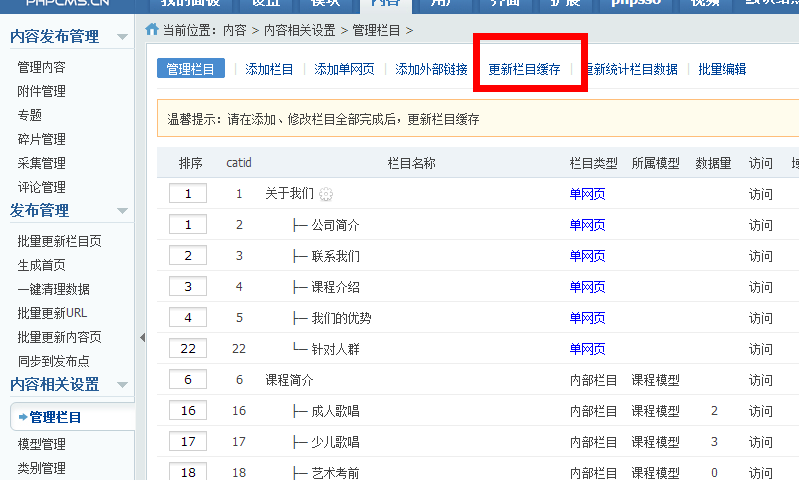 PHPCMS.CN 我的面板 设置 模块 内容 用户 界面 扩展 phpsso 视频
当前位置：内容 > 内容相关设置 > 管理栏目 >
管理栏目 添加栏目 添加单网页 添加外部链接 更新栏目缓存 重新统计栏目数据 批量编辑
温馨提示：请在添加、修改栏目全部完成后，更新栏目缓存
排序 catid 栏目名称 栏目类型 所属模型 数据量 访问
1 1 关于我们 单网页 访问
1 2 ├─ 公司简介 单网页 访问
2 3 ├─ 联系我们 单网页 访问
3 4 ├─ 课程介绍 单网页 访问
4 5 ├─ 我们的优势 单网页 访问
22 22 └─ 针对人群 单网页 访问
6 6 课程简介 内部栏目 课程模型 访问
16 16 ├─ 成人歌唱 内部栏目 课程模型 2 访问
17 17 ├─ 少儿歌唱 内部栏目 课程模型 3 访问
18 18 ├─ 艺术考前 内部栏目 课程模型 0 访问
内容发布管理
管理内容
附件管理
专题
碎片管理
采集管理
评论管理
发布管理
批量更新栏目页
生成首页
一键清理数据
批量更新URL
批量更新内容页
同步到发布点
内容相关设置
管理栏目
模型管理
类别管理